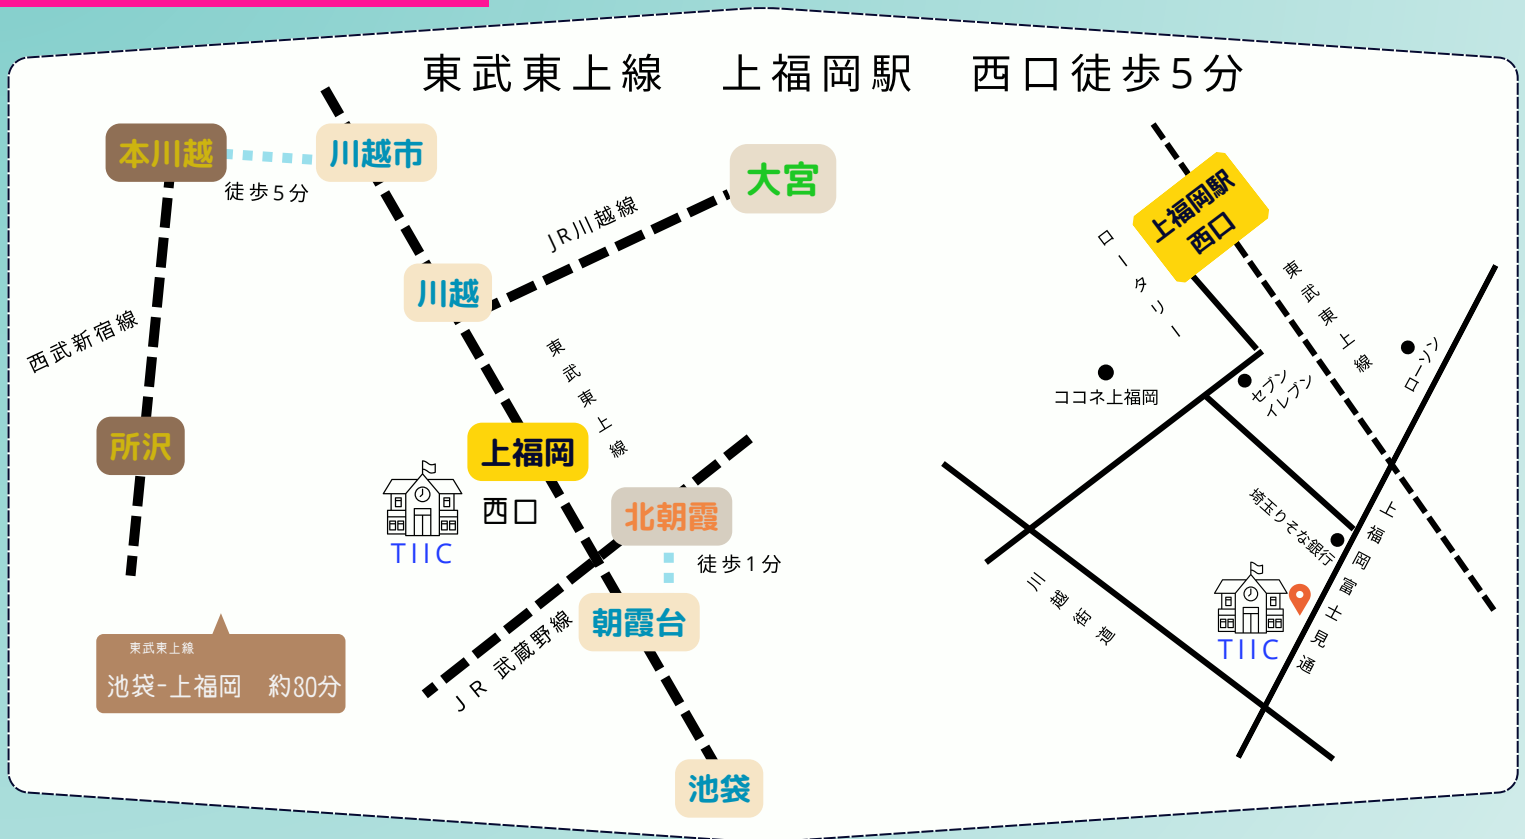 東武東上線　上福岡駅　西口徒歩5分
本川越
川越市
徒歩5分
大宮
JR川越線
川越
西武新宿線
東武東上線
所沢
上福岡
西口
TIIC
北朝霞
徒歩1分
朝霞台
JR 武蔵野線
東武東上線
池袋-上福岡　約30分
池袋
上福岡駅
西口
ロータリー
東武東上線
ローソン
ココネ上福岡
セブン
イレブン
埼玉りそな銀行
上福岡富士見通
川越街道
TIIC